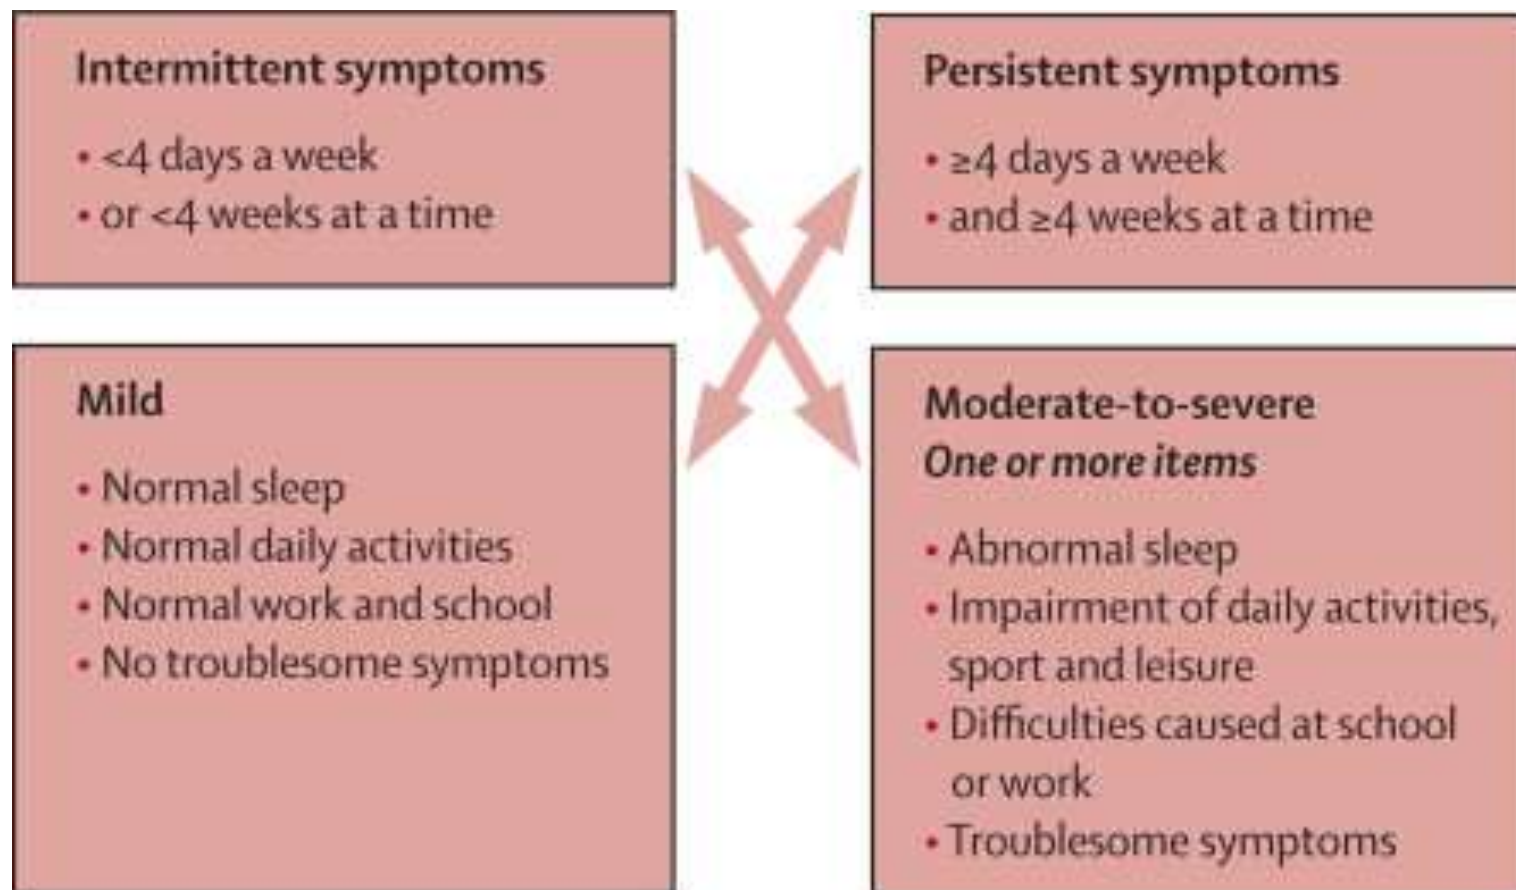 Intermittent symptoms
• <4 days a week
• or <4 weeks at a time
Persistent symptoms
• ≥4 days a week
• and ≥4 weeks at a time
Mild
• Normal sleep
• Normal daily activities
• Normal work and school
• No troublesome symptoms
Moderate-to-severe
One or more items
• Abnormal sleep
• Impairment of daily activities,
sport and leisure
• Difficulties caused at school
or work
• Troublesome symptoms